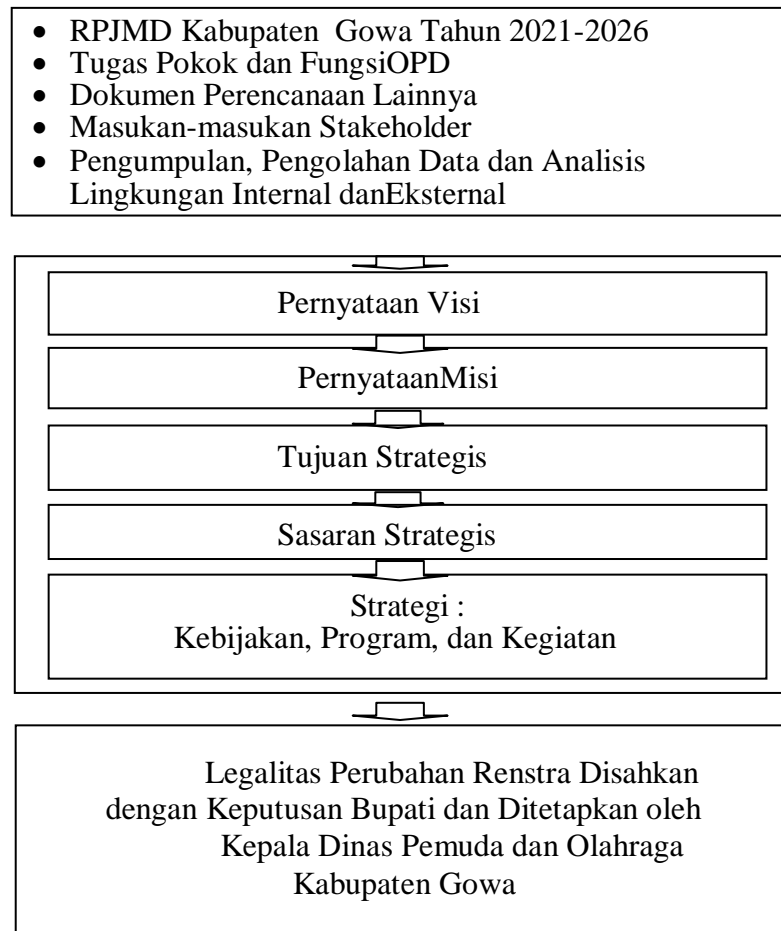 • RPJMD Kabupaten Gowa Tahun 2021-2026
• Tugas Pokok dan FungsiOPD
• Dokumen Perencanaan Lainnya
• Masukan-masukan Stakeholder
• Pengumpulan, Pengolahan Data dan Analisis
Lingkungan Internal danEksternal
Pernyataan Visi
PernyataanMisi
Tujuan Strategis
Sasaran Strategis
Strategi :
Kebijakan, Program, dan Kegiatan
Legalitas Perubahan Renstra Disahkan
dengan Keputusan Bupati dan Ditetapkan oleh
Kepala Dinas Pemuda dan Olahraga
Kabupaten Gowa